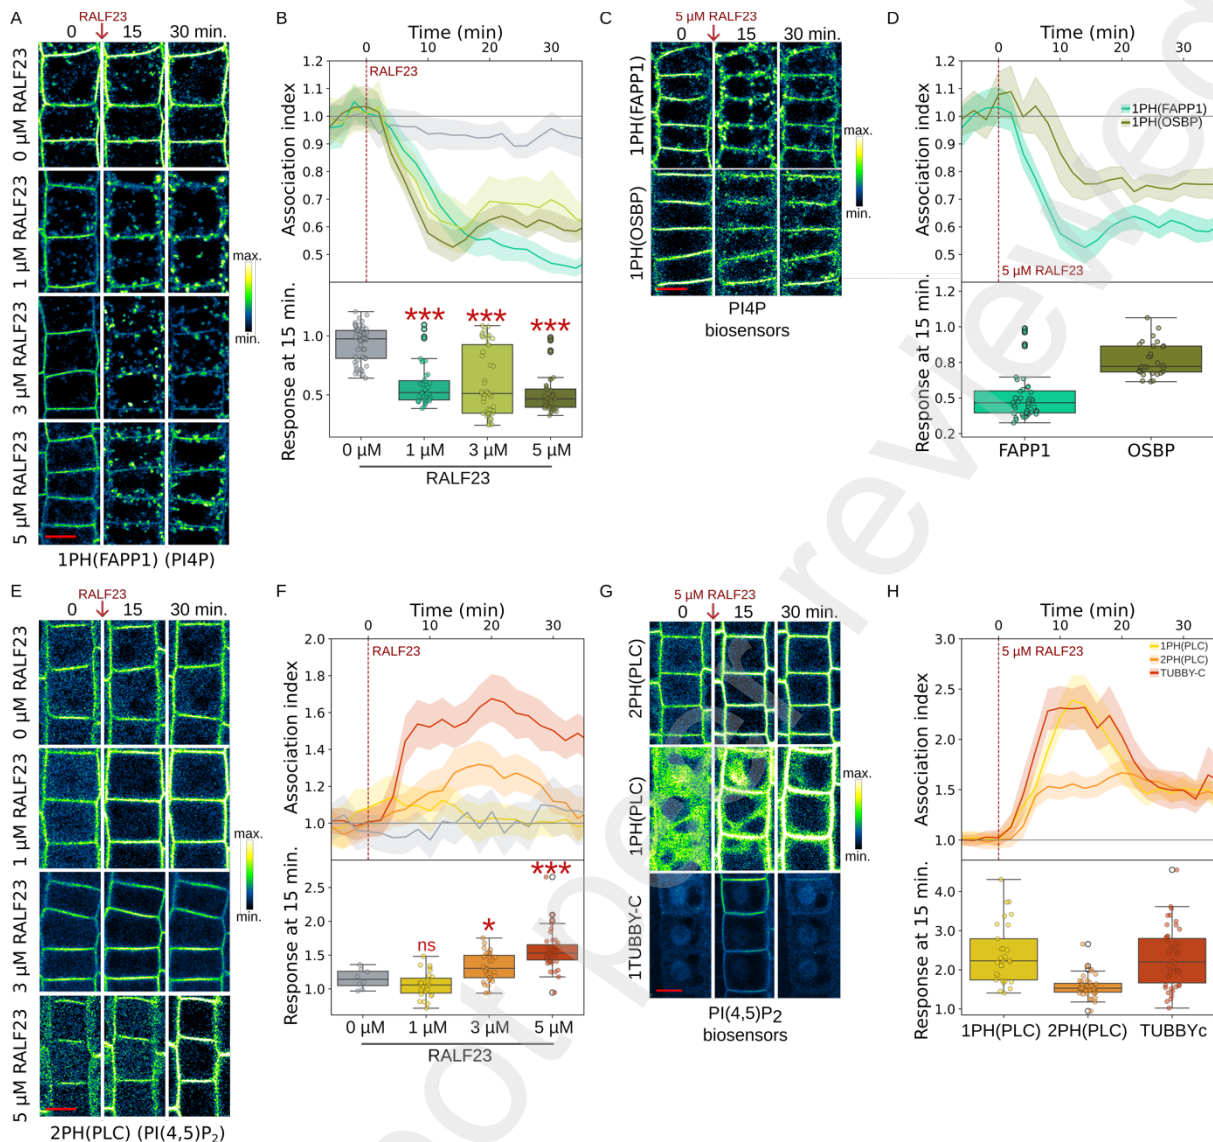 A
RALF23
0 15 30 min.
0 µM RALF23
1 µM RALF23
3 µM RALF23
5 µM RALF23
max.
min.
1PH(FAPP1) (PI4P)
B
Time (min)
0 10 20 30
RALF23
Association index
1.2
1.1
1.0
0.9
0.8
0.7
0.6
0.5
Response at 15 min.
1.0
0.5
*** *** ***
0 µM 1 µM 3 µM 5 µM
RALF23
C
5 µM RALF23
0 15 30 min.
1PH(FAPP1)
1PH(OSBP)
max.
min.
PI4P
biosensors
D
Time (min)
0 10 20 30
1PH(FAPP1)
1PH(OSBP)
Association index
1.2
1.1
1.0
0.9
0.8
0.7
0.6
0.5
5 µM RALF23
Response at 15 min.
1.2
1.0
0.8
0.5
0.2
FAPP1 OSBP
E
RALF23
0 15 30 min.
0 µM RALF23
1 µM RALF23
3 µM RALF23
5 µM RALF23
max.
min.
2PH(PLC) (PI(4,5)P2)
F
Time (min)
0 10 20 30
RALF23
Association index
2.0
1.8
1.6
1.4
1.2
1.0
Response at 15 min.
2.5
2.0
1.5
1.0
ns * ***
0 µM 1 µM 3 µM 5 µM
RALF23
G
5 µM RALF23
0 15 30 min.
2PH(PLC)
1PH(PLC)
1TUBBY-C
max.
min.
PI(4,5)P2
biosensors
H
Time (min)
0 10 20 30
5 µM RALF23
1PH(PLC)
2PH(PLC)
TUBBY-C
Association index
3.0
2.5
2.0
1.5
1.0
Response at 15 min.
4.0
3.0
2.0
1.0
1PH(PLC) 2PH(PLC) TUBBYc